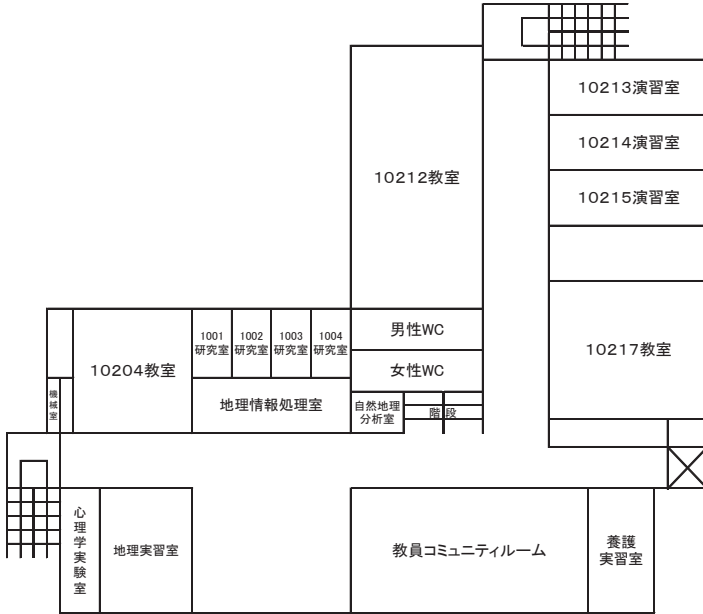 10213演習室
10214演習室
10215演習室
10212教室
10217教室
男性WC
女性WC
1001
研究室
1002
研究室
1003
研究室
1004
研究室
10204教室
地理情報処理室
自然地理
分析室
階段
機械室
心理学実験室
地理実習室
教員コミュニティルーム
養護
実習室